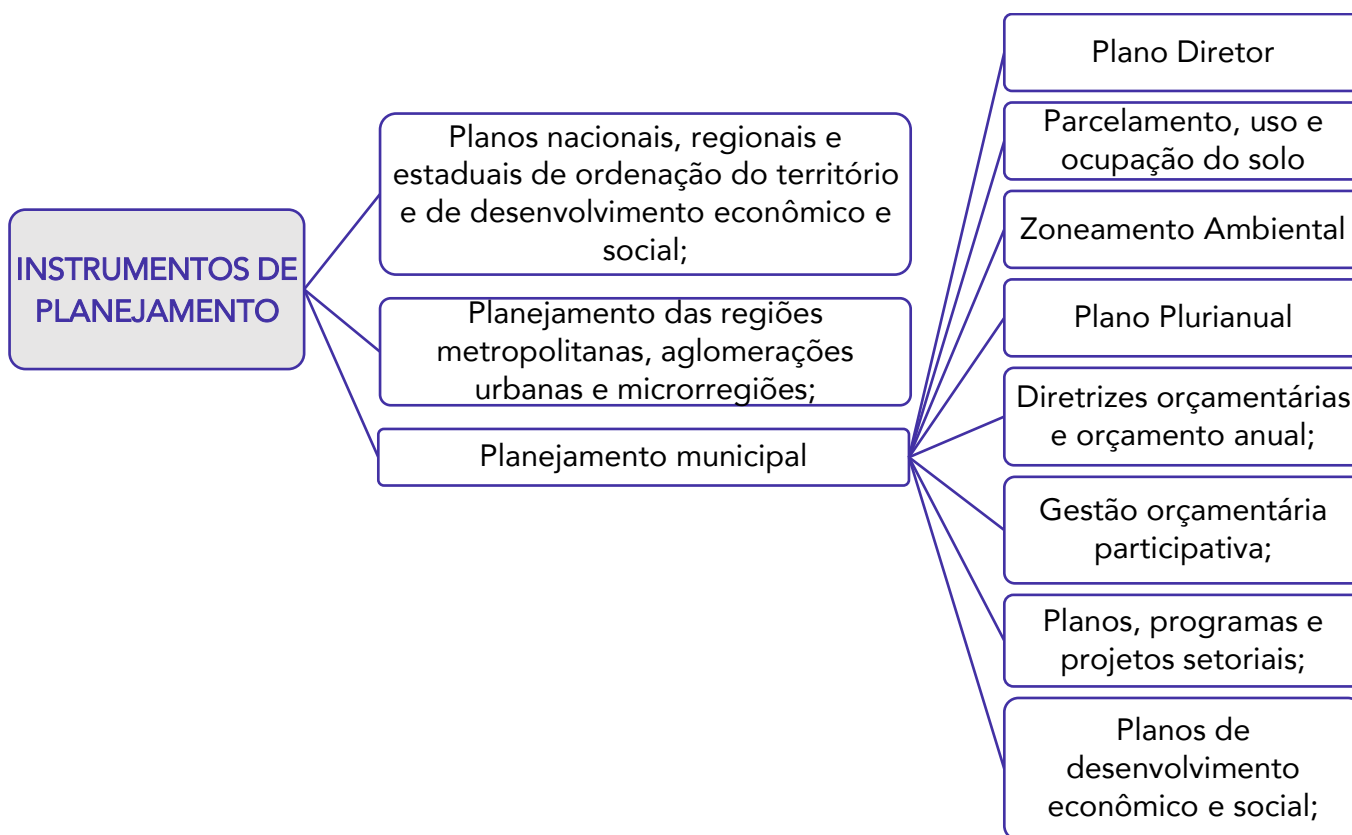 INSTRUMENTOS DE
PLANEJAMENTO
Planos nacionais, regionais e
estaduais de ordenação do território
e de desenvolvimento econômico e
social;
Planejamento das regiões
metropolitanas, aglomerações
urbanas e microrregiões;
Planejamento municipal
Plano Diretor
Parcelamento, uso e
ocupação do solo
Zoneamento Ambiental
Plano Plurianual
Diretrizes orçamentárias
e orçamento anual;
Gestão orçamentária
participativa;
Planos, programas e
projetos setoriais;
Planos de
desenvolvimento
econômico e social;